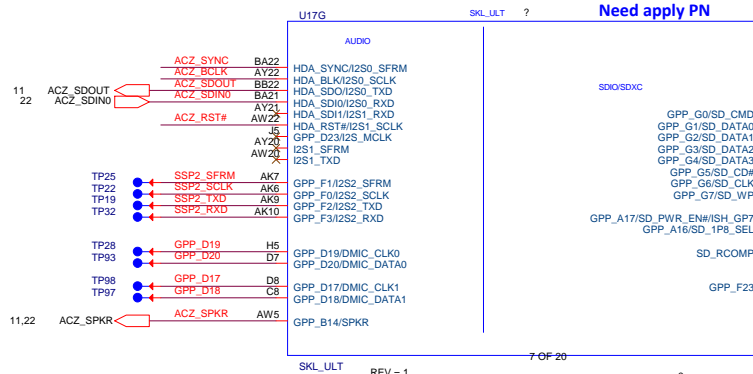 U17G SKL_ULT ? Need apply PN
AUDIO
SDIO/SDXC
ACZ_SYNC BA22 HDA_SYNC/I2S0_SFRM
ACZ_BCLK AY22 HDA_BLK/I2S0_SCLK
11 ACZ_SDOUT ACZ_SDOUT BB22 HDA_SDO/I2S0_TXD
22 ACZ_SDIN0 ACZ_SDIN0 BA21 HDA_SDI0/I2S0_RXD
AY21 HDA_SDI1/I2S1_RXD GPP_G0/SD_CMD
ACZ_RST# AW22 HDA_RST#/I2S1_SCLK GPP_G1/SD_DATA0
J5 GPP_D23/I2S_MCLK GPP_G2/SD_DATA1
AY20 I2S1_SFRM GPP_G3/SD_DATA2
AW20 I2S1_TXD GPP_G4/SD_DATA3
GPP_G5/SD_CD#
TP25 SSP2_SFRM AK7 GPP_F1/I2S2_SFRM GPP_G6/SD_CLK
TP22 SSP2_SCLK AK6 GPP_F0/I2S2_SCLK GPP_G7/SD_WP
TP19 SSP2_TXD AK9 GPP_F2/I2S2_TXD
TP32 SSP2_RXD AK10 GPP_F3/I2S2_RXD GPP_A17/SD_PWR_EN#/ISH_GP7
GPP_A16/SD_1P8_SEL
TP28 GPP_D19 H5 GPP_D19/DMIC_CLK0 SD_RCOMP
TP93 GPP_D20 D7 GPP_D20/DMIC_DATA0
TP98 GPP_D17 D8 GPP_D17/DMIC_CLK1 GPP_F23
TP97 GPP_D18 C8 GPP_D18/DMIC_DATA1
11,22 ACZ_SPKR ACZ_SPKR AW5 GPP_B14/SPKR
7 OF 20
SKL_ULT
REV = 1